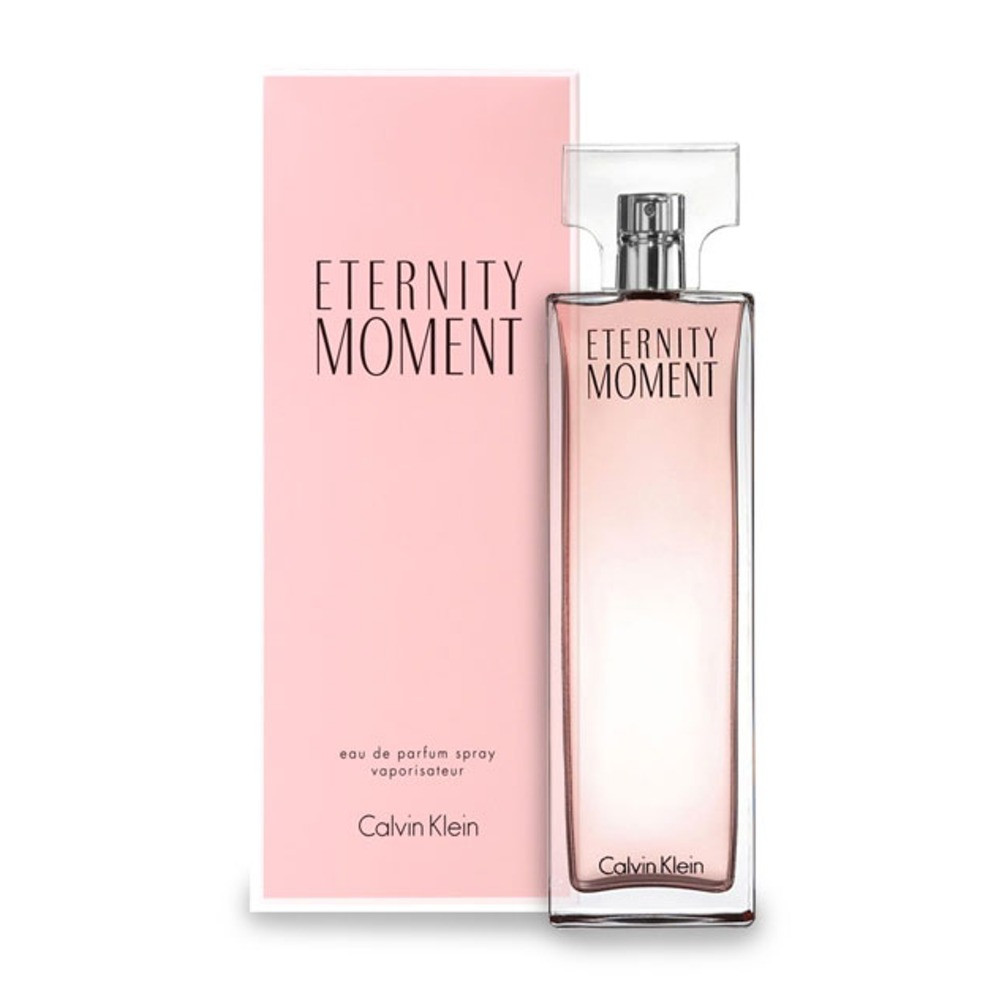 ETERNITY
MOMENT
eau de parfum spray
vaporisateur
Calvin Klein
ETERNITY
MOMENT
Calvin Klein